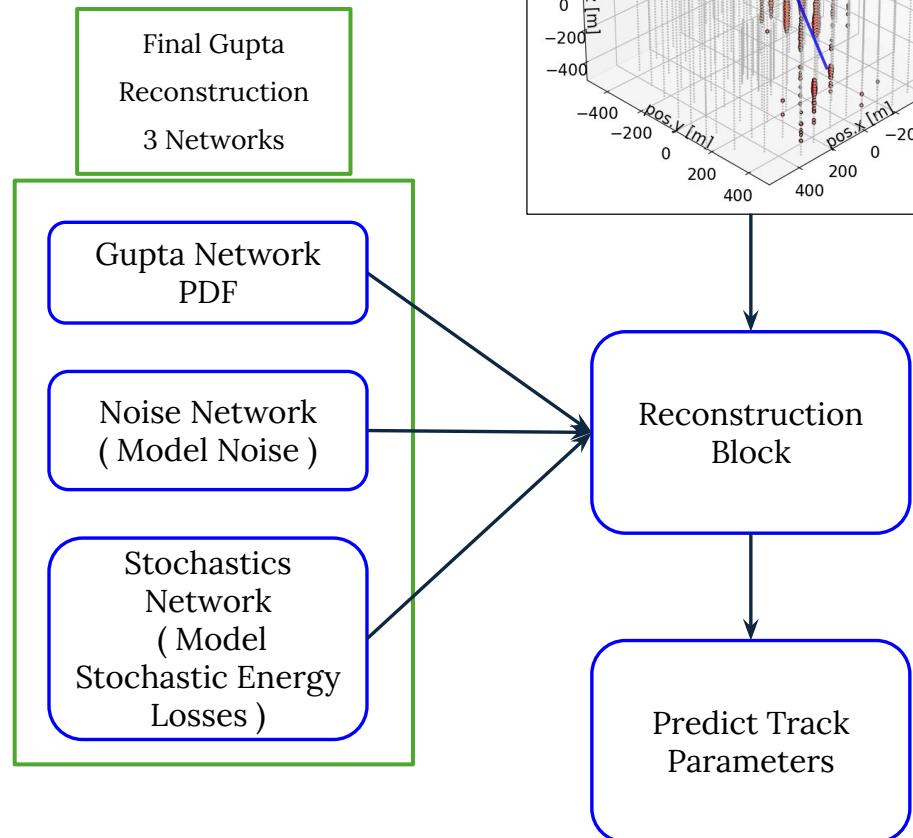 Final Gupta
Reconstruction
3 Networks
0
−200
−400
[m]
−400
−200
0
200
400
pos.y [m]
400
200
0
pos.x [m]
Gupta Network
PDF
Noise Network
( Model Noise )
Stochastics
Network
( Model
Stochastic Energy
Losses )
Reconstruction
Block
Predict Track
Parameters